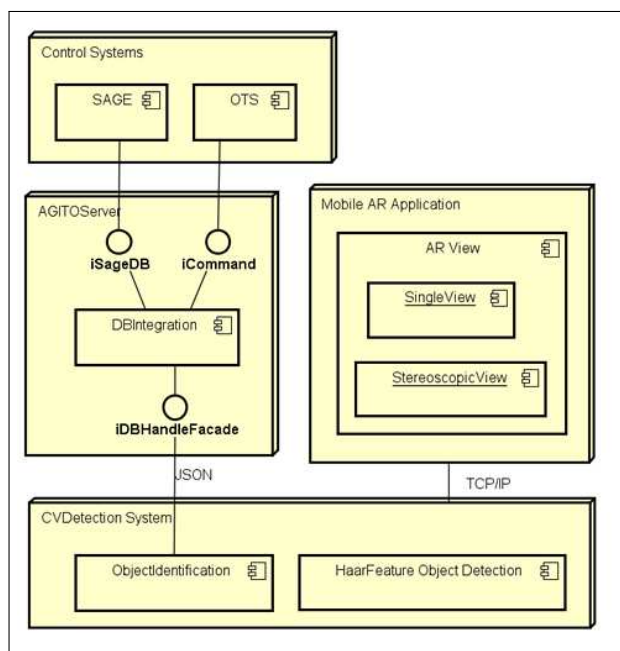 Control Systems
SAGE
OTS
AGITOServer
iSageDB
iCommand
DBIntegration
iDBHandleFacade
JSON
Mobile AR Application
AR View
SingleView
StereoscopicView
TCP/IP
CVDetection System
ObjectIdentification
HaarFeature Object Detection